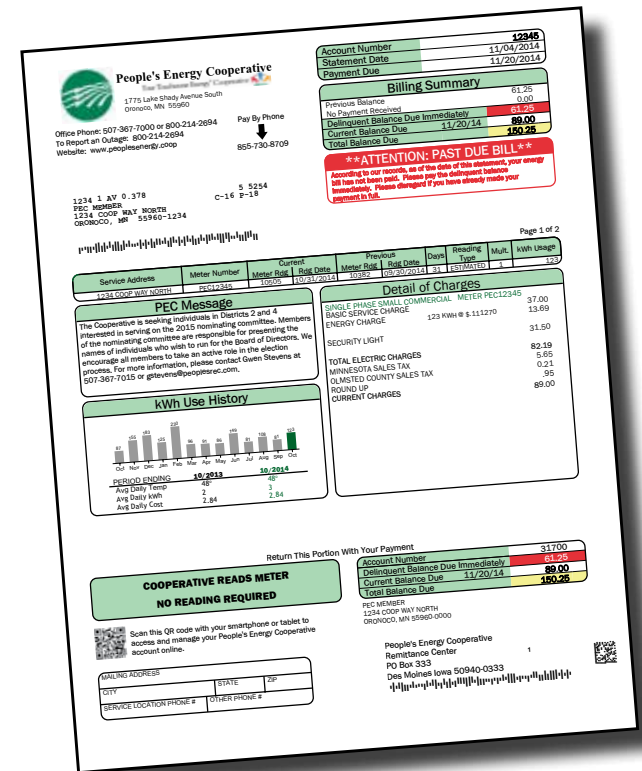 People's Energy Cooperative
Your Touchstone Energy® Cooperative
1775 Lake Shady Avenue South
Oronoco, MN 55960
Office Phone: 507-367-7000 or 800-214-2694
To Report an Outage: 800-214-2694
Website: www.peoplesenergy.coop
Pay By Phone
855-730-8709
Account Number 12345
Statement Date 11/04/2014
Payment Due 11/20/2014
Billing Summary
Previous Balance 61.25
No Payment Received 0.00
Delinquent Balance Due Immediately 61.25
Current Balance Due 11/20/14 89.00
Total Balance Due 150.25
**ATTENTION: PAST DUE BILL**
According to our records, as of the date of this statement, your energy
bill has not been paid. Please pay the delinquent balance
immediately. Please disregard if you have already made your
payment in full.
1234 1 AV 0.378 5 5254
PEC MEMBER C-16 P-18
1234 COOP WAY NORTH
ORONOCO, MN 55960-1234
Page 1 of 2
Service Address Meter Number Current Meter Rdg Rdg Date Previous Meter Rdg Rdg Date Days Reading Type Mult. kWh Usage
1234 COOP WAY NORTH PEC12345 10505 10/31/2014 10382 09/30/2014 31 ESTIMATED 1 123
PEC Message
The Cooperative is seeking individuals in Districts 2 and 4
interested in serving on the 2015 nominating committee. Members
of the nominating committee are responsible for presenting the
names of individuals who wish to run for the Board of Directors. We
encourage all members to take an active role in the election
process. For more information, please contact Gwen Stevens at
507-367-7015 or gstevens@peoplesrec.com.
Detail of Charges
SINGLE PHASE SMALL COMMERCIAL METER PEC12345
BASIC SERVICE CHARGE 37.00
ENERGY CHARGE 123 KWH @ $.111270 13.69
SECURITY LIGHT 31.50
TOTAL ELECTRIC CHARGES 82.19
MINNESOTA SALES TAX 5.65
OLMSTED COUNTY SALES TAX 0.21
ROUND UP .95
CURRENT CHARGES 89.00
kWh Use History
Oct Nov Dec Jan Feb Mar Apr May Jun Jul Aug Sep Oct
PERIOD ENDING 10/2013 10/2014
Avg Daily Temp 48° 48°
Avg Daily kWh 2 3
Avg Daily Cost 2.84 2.84
Return This Portion With Your Payment
COOPERATIVE READS METER
NO READING REQUIRED
Account Number 31700
Delinquent Balance Due Immediately 61.25
Current Balance Due 11/20/14 89.00
Total Balance Due 150.25
PEC MEMBER
1234 COOP WAY NORTH
ORONOCO, MN 55960-0000
Scan this QR code with your smartphone or tablet to
access and manage your People's Energy Cooperative
account online.
People's Energy Cooperative
Remittance Center 1
PO Box 333
Des Moines Iowa 50940-0333
MAILING ADDRESS
CITY STATE ZIP
SERVICE LOCATION PHONE # OTHER PHONE #